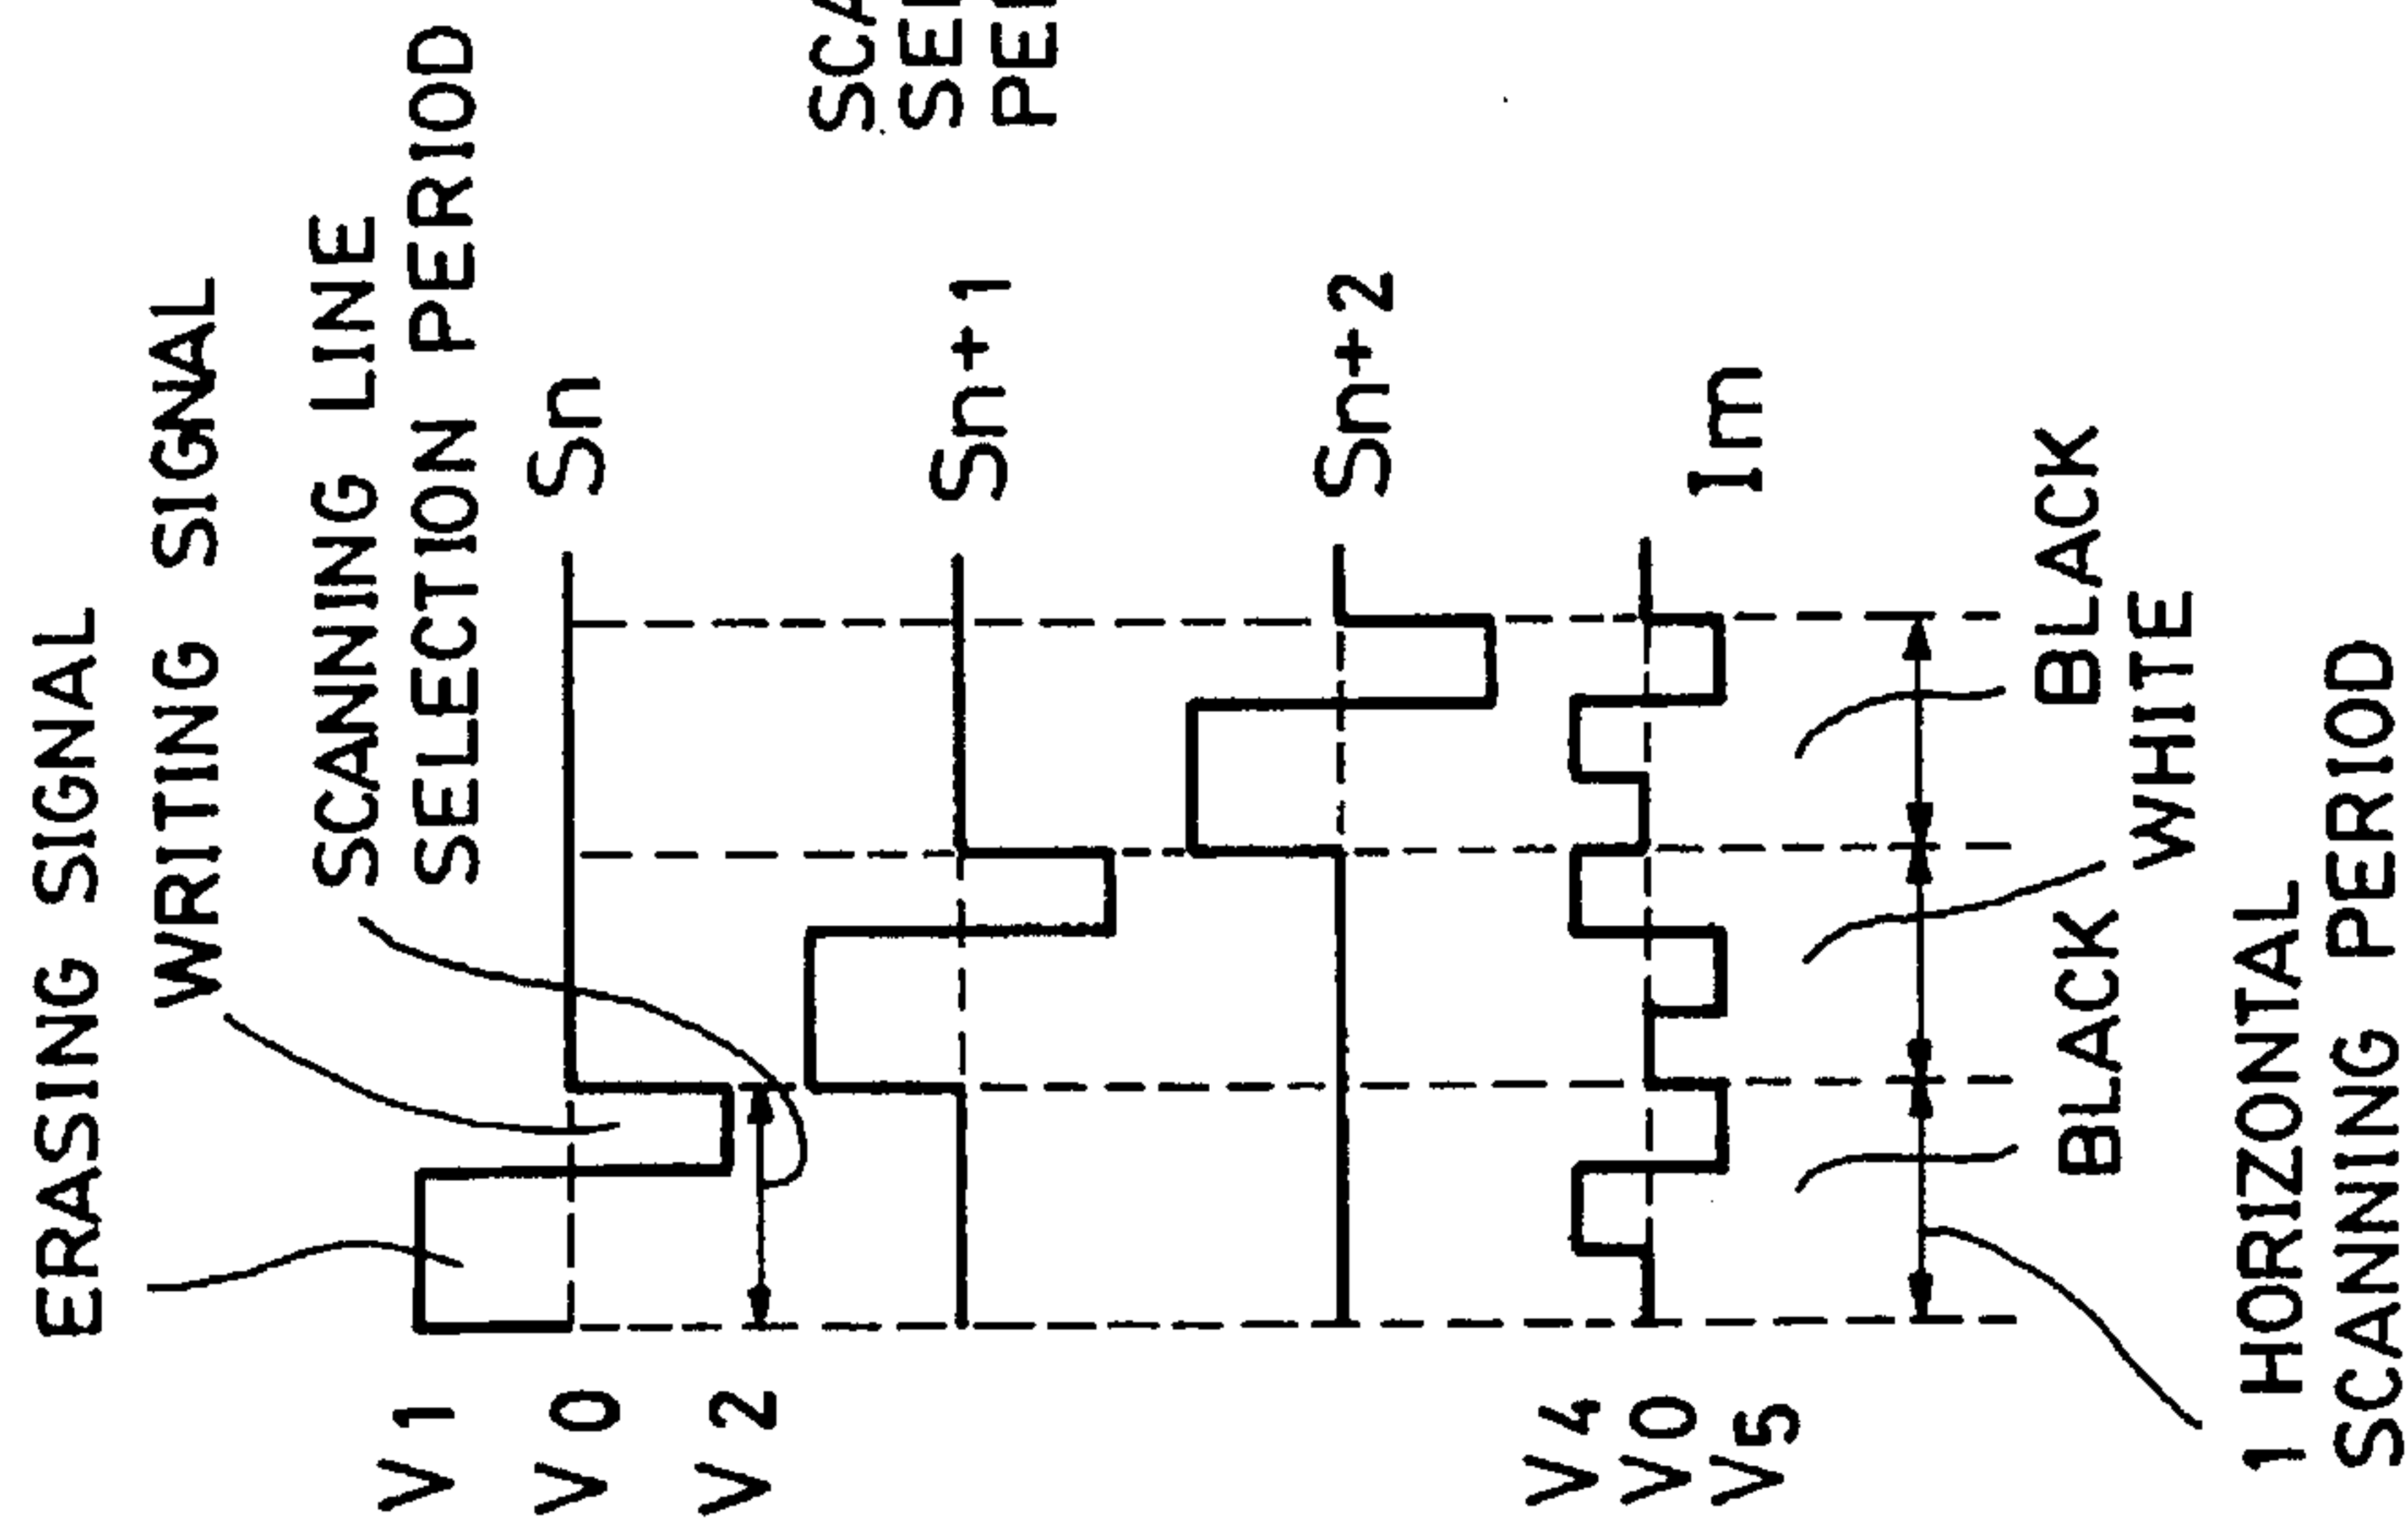 ERASING SIGNAL
WRITING SIGNAL
SCANNING LINE
SELECTION PERIOD
V1
V0
V2
Sn
Sn+1
Sn+2
V4
V0
V5
Im
BLACK
WHITE
BLACK
1 HORIZONTAL
SCANNING PERIOD